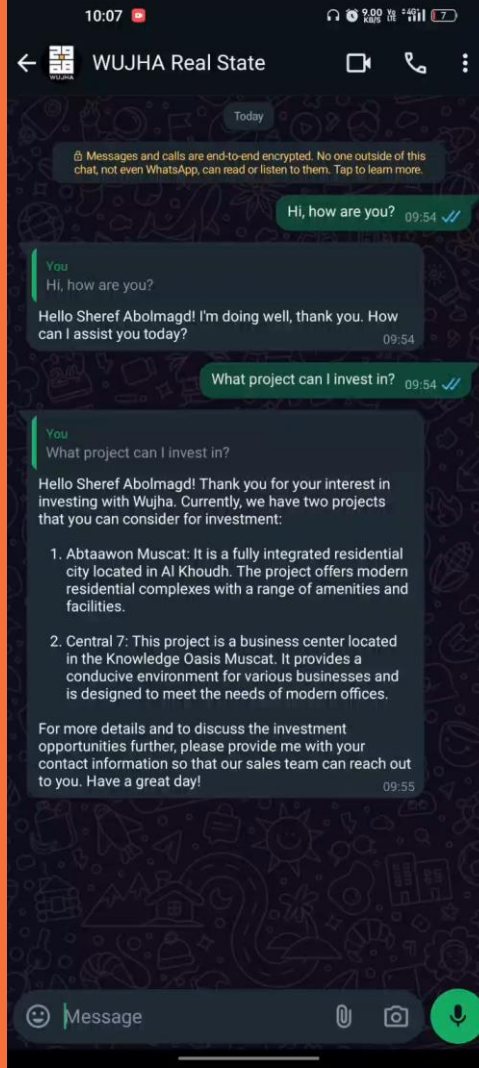 10:07
9.00 KB/S 4G 7
WUJHA
WUJHA Real State
Today
Messages and calls are end-to-end encrypted. No one outside of this
chat, not even WhatsApp, can read or listen to them. Tap to learn more.
Hi, how are you? 09:54
You
Hi, how are you?
Hello Sheref Abolmagd! I'm doing well, thank you. How
can I assist you today?
09:54
What project can I invest in? 09:54
You
What project can I invest in?
Hello Sheref Abolmagd! Thank you for your interest in
investing with Wujha. Currently, we have two projects
that you can consider for investment:
1. Abtaawon Muscat: It is a fully integrated residential
city located in Al Khoudh. The project offers modern
residential complexes with a range of amenities and
facilities.
2. Central 7: This project is a business center located
in the Knowledge Oasis Muscat. It provides a
conducive environment for various businesses and
is designed to meet the needs of modern offices.
For more details and to discuss the investment
opportunities further, please provide me with your
contact information so that our sales team can reach out
to you. Have a great day!
09:55
Message